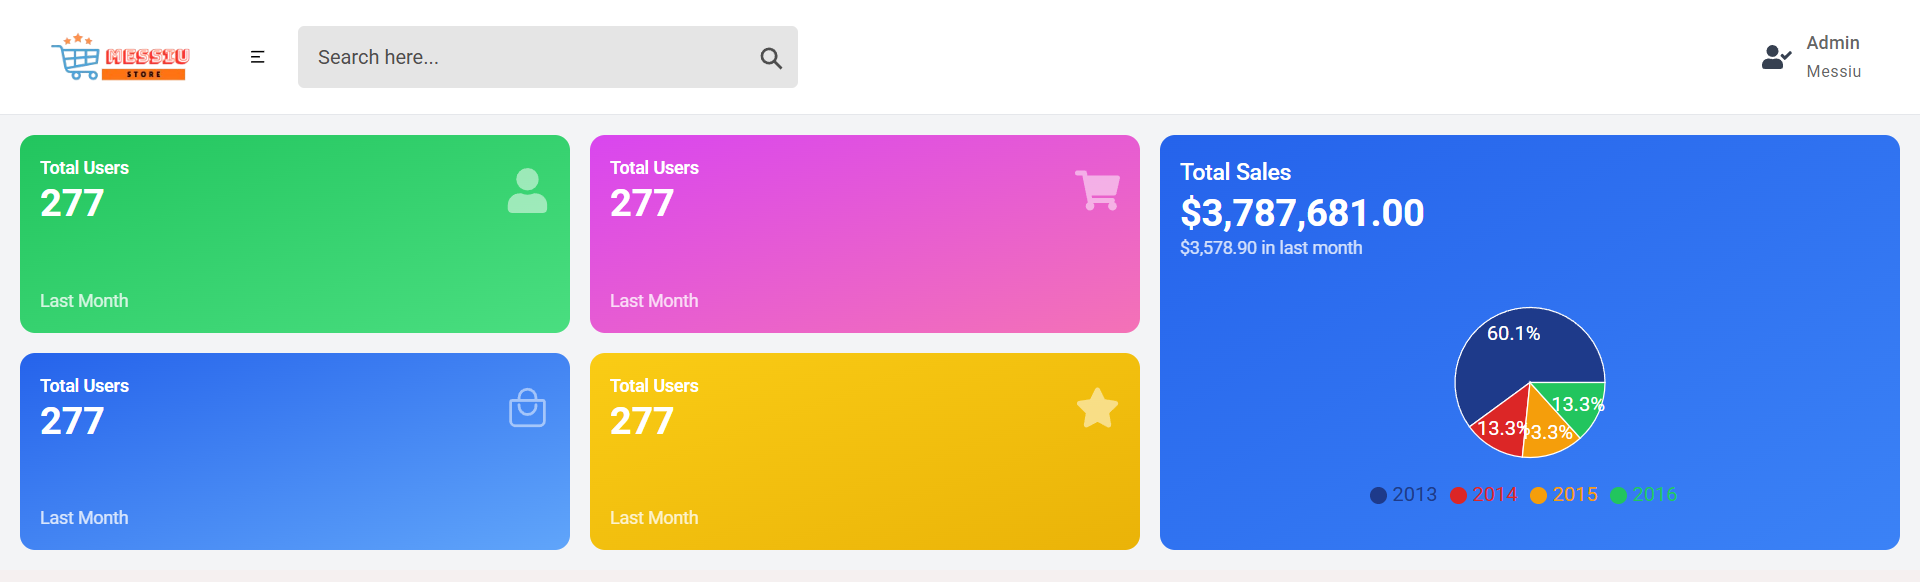 MESSIU
STORE
Search here...
Admin
Messiu
Total Users
277
Last Month
Total Users
277
Last Month
Total Sales
$3,787,681.00
$3,578.90 in last month
60.1%
13.3%
13.3%
3.3%
2013 2014 2015 2016
Total Users
277
Last Month
Total Users
277
Last Month